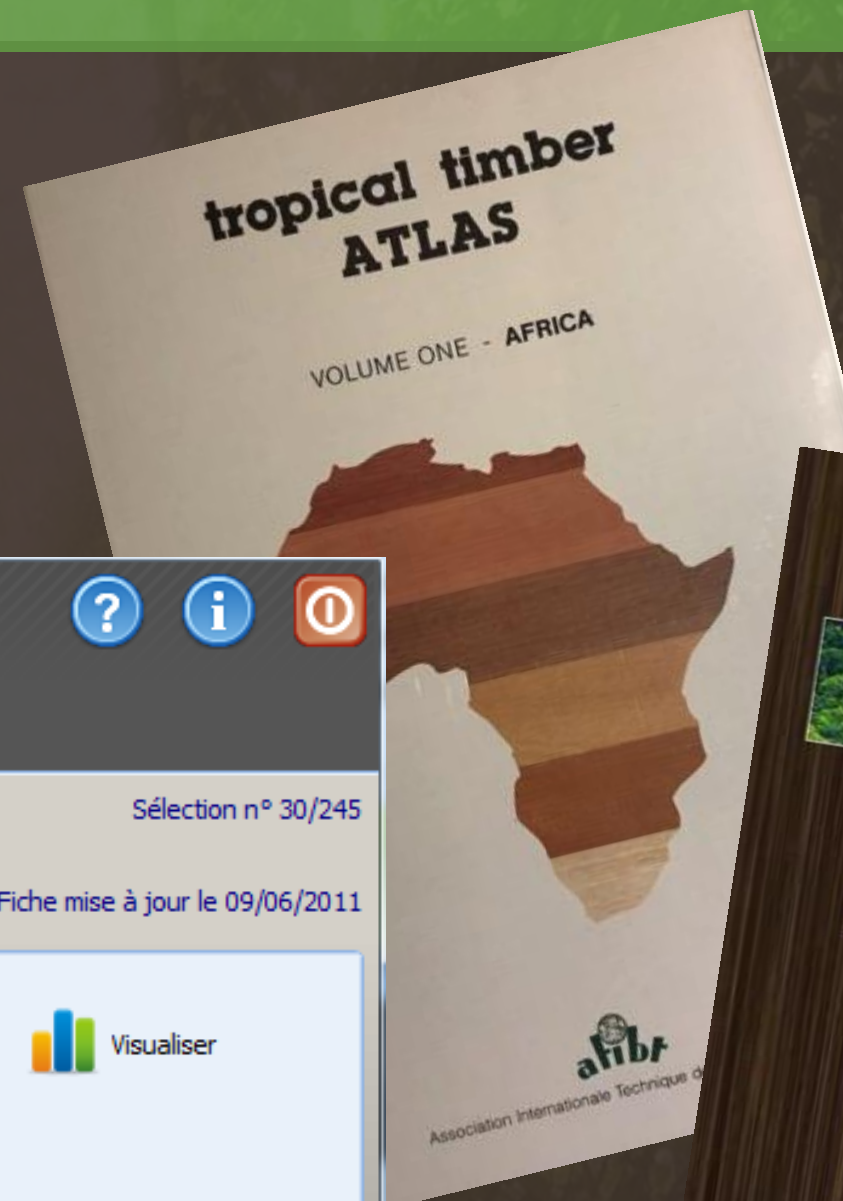 tropical timber
ATLAS
VOLUME ONE - AFRICA
?
i
Sélection n° 30/245
Fiche mise à jour le 09/06/2011
Visualiser
atibt
Association Internationale Technique